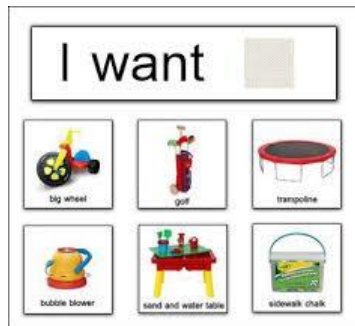 I want
big wheel
golf
trampoline
bubble blower
sand and water table
sidewalk chalk